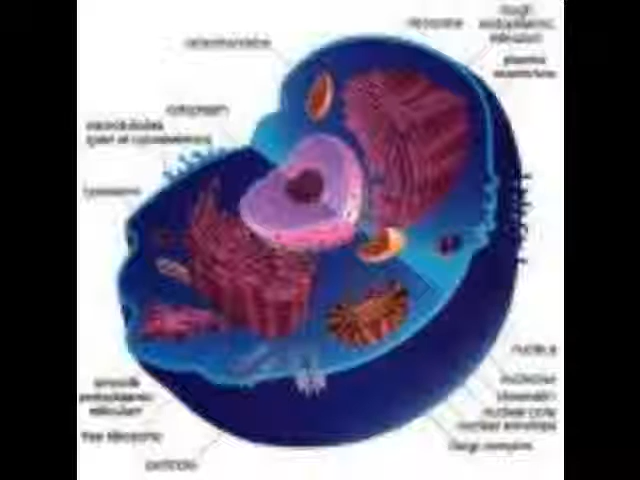 ribosome
rough
endoplasmic
reticulum
mitochondria
plasma
membrane
cytoplasm
microtubules
(part of cytoskeleton)
lysosome
nucleus
nucleolus
chromatin
nuclear pore
nuclear envelope
Golgi complex
smooth
endoplasmic
reticulum
free ribosome
centriole